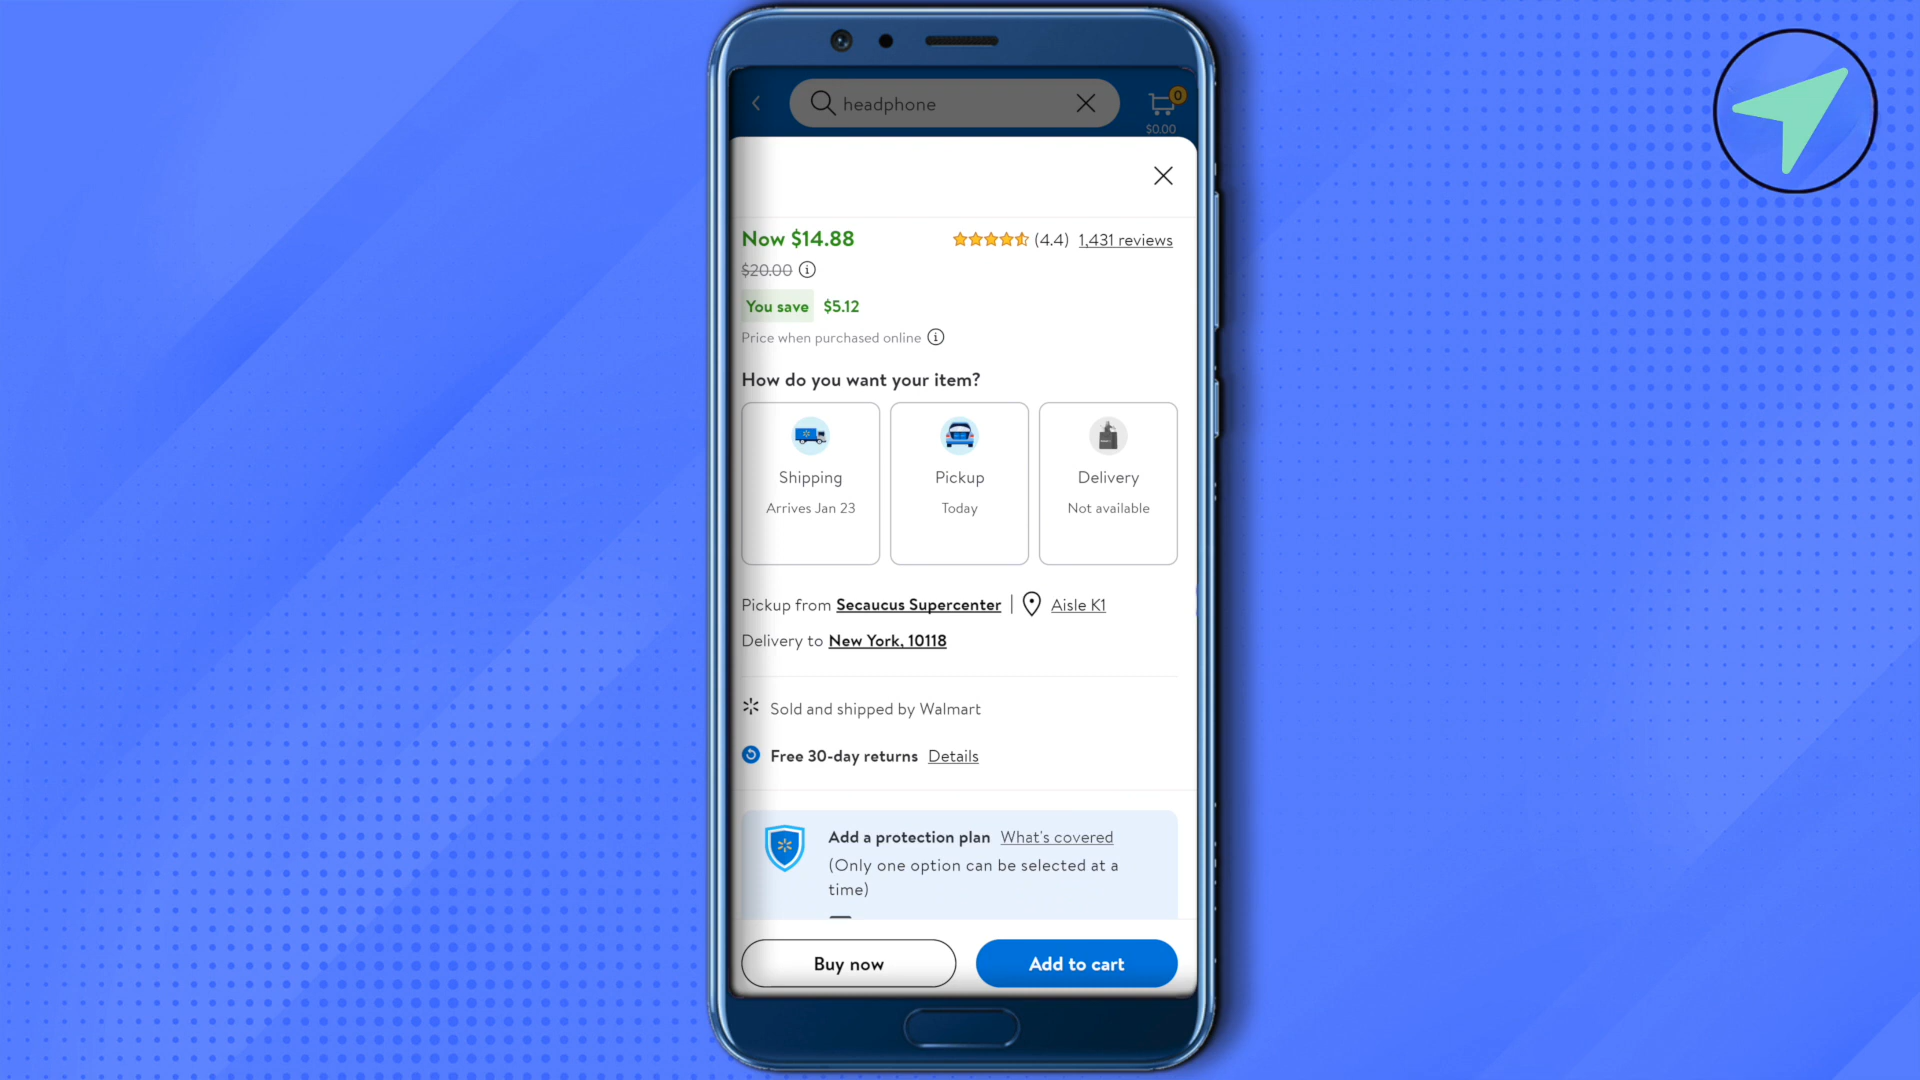 headphone
0
$0.00
Now $14.88
(4.4) 1,431 reviews
$20.00
You save $5.12
Price when purchased online
How do you want your item?
Shipping
Arrives Jan 23
Pickup
Today
Delivery
Not available
Pickup from Secaucus Supercenter | Aisle K1
Delivery to New York, 10118
Sold and shipped by Walmart
Free 30-day returns Details
Add a protection plan What's covered
(Only one option can be selected at a
time)
Buy now
Add to cart